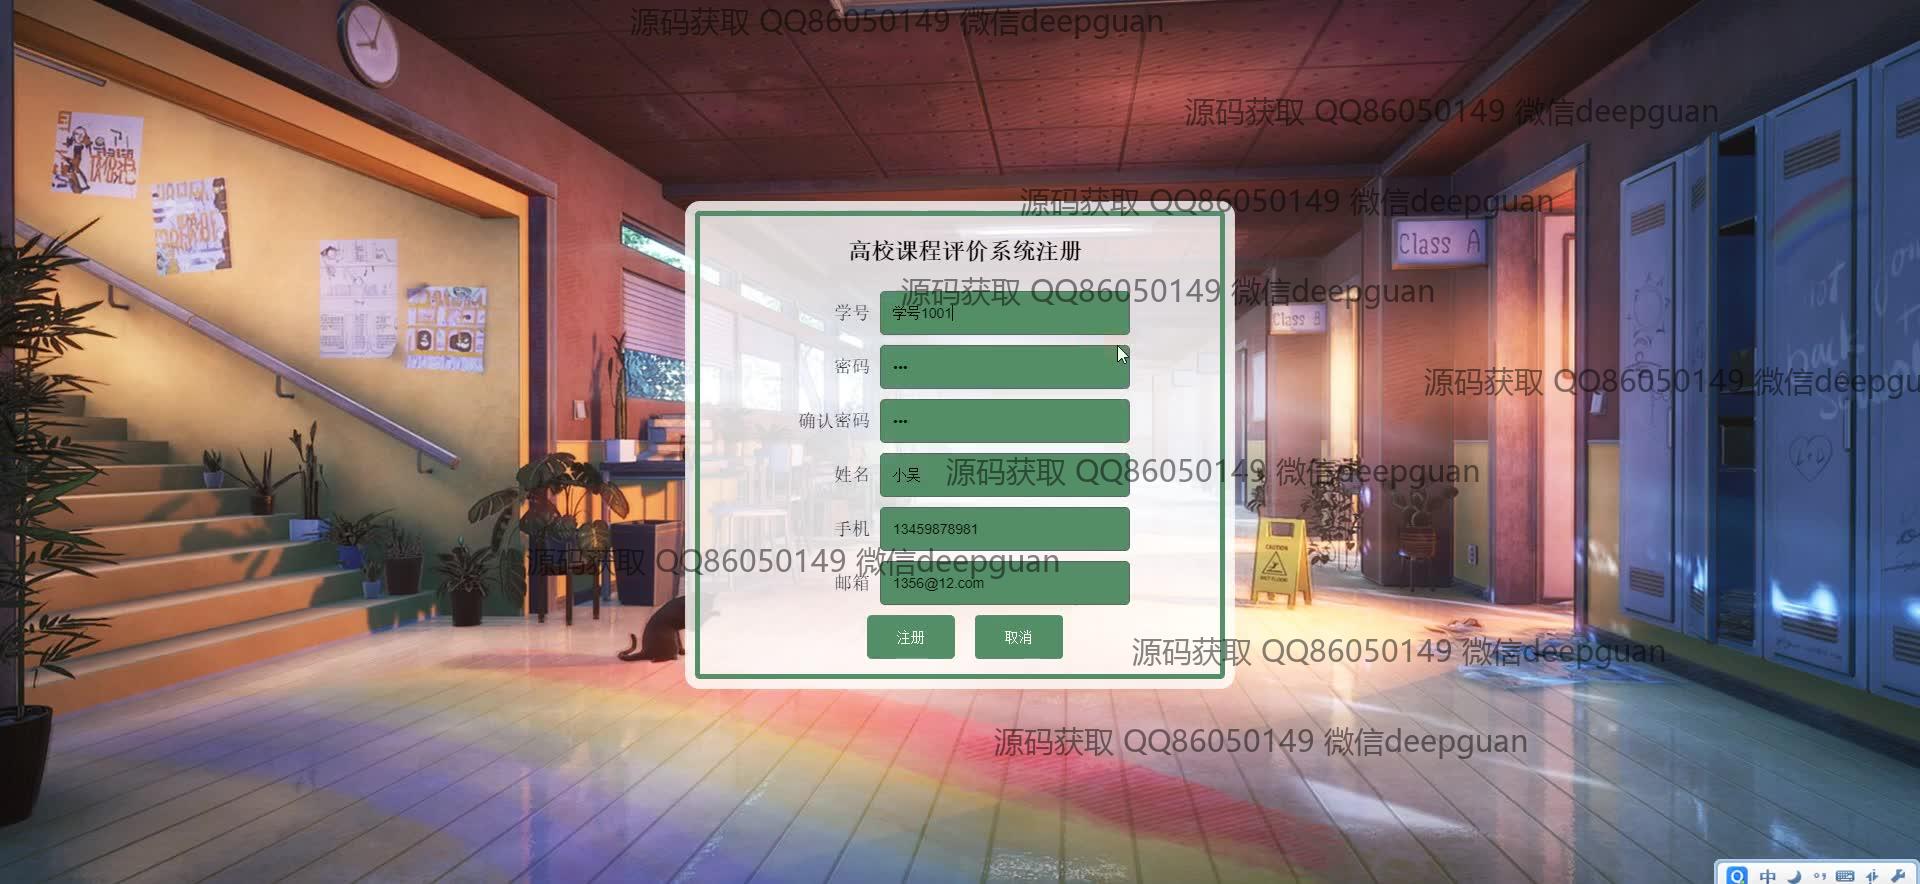 源码获取 QQ86050149 微信deepguan
源码获取 QQ86050149 微信deepguan
源码获取 QQ86050149 微信deepguan
Class A
高校课程评价系统注册
源码获取 QQ86050149 微信deepguan
学号 学号1001
Class B
密码 •••
源码获取 QQ86050149 微信deepgu
确认密码 •••
姓名 小吴
源码获取 QQ86050149 微信deepguan
手机 13459878981
源码获取 QQ86050149 微信deepguan
CAUTION
WET FLOOR
邮箱 1356@12.com
注册 取消
源码获取 QQ86050149 微信deepguan
源码获取 QQ86050149 微信deepguan
中